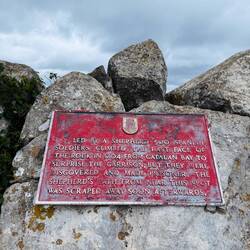 LED BY A SHEPHERD, 500 SPANISH
SOLDIERS CLIMBED THE EAST FACE OF
THE ROCK IN 1704 FROM CATALAN BAY TO
SURPRISE THE GARRISON BUT THEY WERE
DISCOVERED AND MADE PRISONER. THE
SHEPHERD'S PATH FROM NEAR THIS SPOT
WAS SCRAPED AWAY SOON AFTERWARDS.